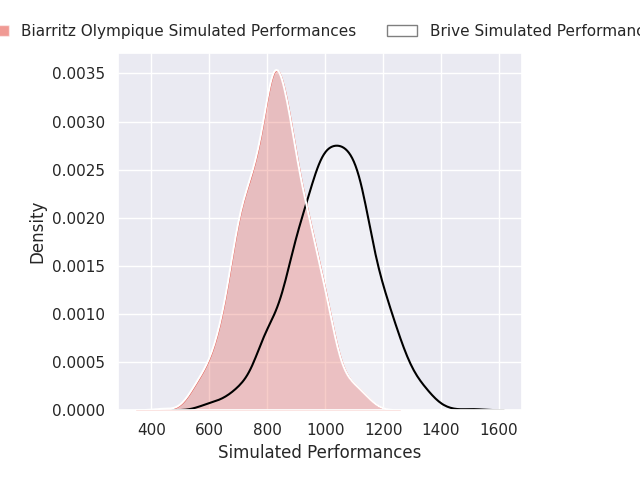 Biarritz Olympique Simulated Performances Brive Simulated
0.0035
0.0030
0.0025
0.0020
0.0015
0.0010
0.0005
0.0000
Density
400 600 800 1000 1200 1400 1600
Simulated Performances